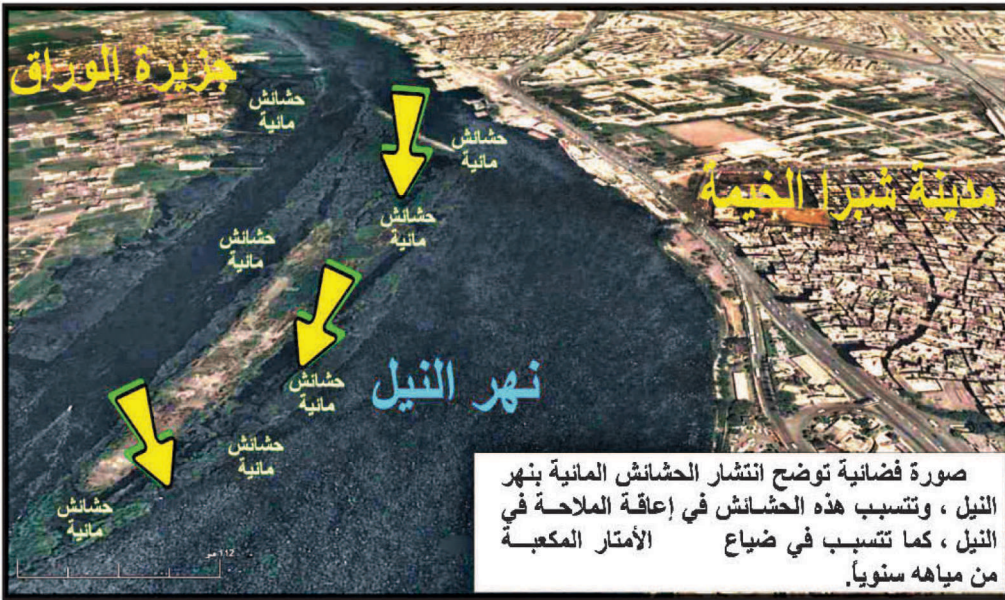 جزيرة الوراق
حشائش
مائية
حشائش
مائية
مدينة شبرا الخيمة
حشائش
مائية
حشائش
مائية
حشائش
مائية
نهر النيل
حشائش
مائية
حشائش
مائية
صورة فضائية توضح انتشار الحشائش المائية بنهر
النيل ، وتتسبب هذه الحشائش في إعاقة الملاحة في
النيل ، كما تتسبب في ضياع الأمتار المكعبة
من مياهه سنوياً.
112 متر